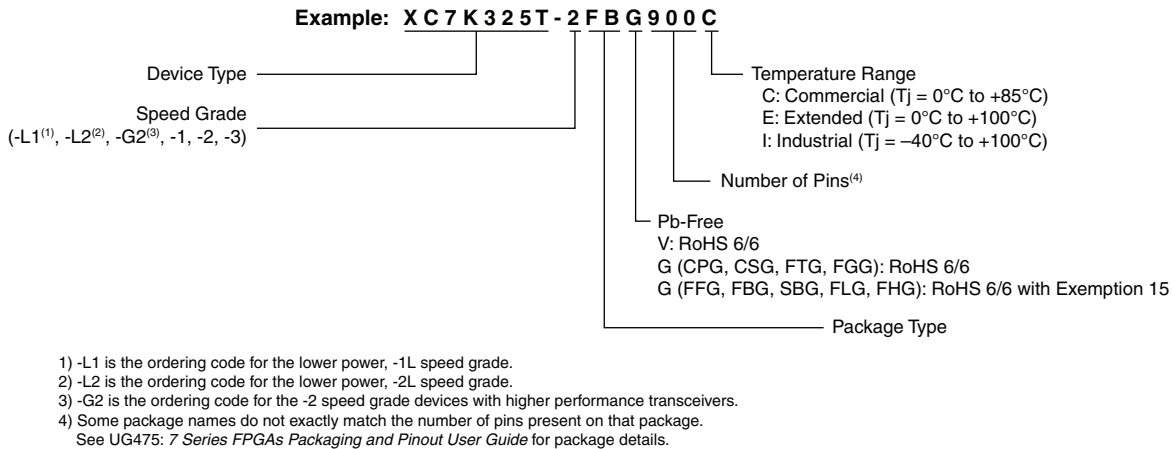 Example: XC7K325T-2FBG900C
Device Type
Speed Grade
(-L1(1), -L2(2), -G2(3), -1, -2, -3)
Temperature Range
C: Commercial (Tj = 0°C to +85°C)
E: Extended (Tj = 0°C to +100°C)
I: Industrial (Tj = –40°C to +100°C)
Number of Pins(4)
Pb-Free
V: RoHS 6/6
G (CPG, CSG, FTG, FGG): RoHS 6/6
G (FFG, FBG, SBG, FLG, FHG): RoHS 6/6 with Exemption 15
Package Type
1) -L1 is the ordering code for the lower power, -1L speed grade.
2) -L2 is the ordering code for the lower power, -2L speed grade.
3) -G2 is the ordering code for the -2 speed grade devices with higher performance transceivers.
4) Some package names do not exactly match the number of pins present on that package.
See UG475: 7 Series FPGAs Packaging and Pinout User Guide for package details.